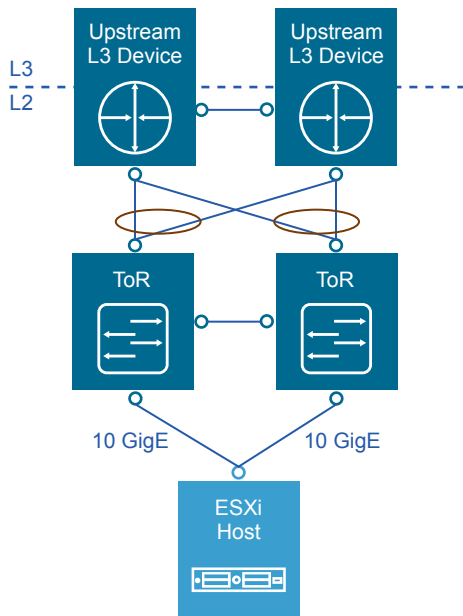 Upstream
L3 Device
Upstream
L3 Device
L3
L2
ToR
ToR
10 GigE
10 GigE
ESXi
Host